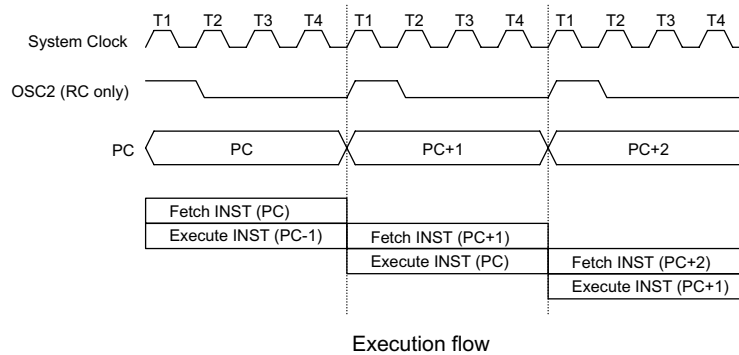 T1 T2 T3 T4 T1 T2 T3 T4 T1 T2 T3 T4
System Clock
OSC2 (RC only)
PC PC PC+1 PC+2
Fetch INST (PC)
Execute INST (PC-1) Fetch INST (PC+1)
Execute INST (PC) Fetch INST (PC+2)
Execute INST (PC+1)
Execution flow